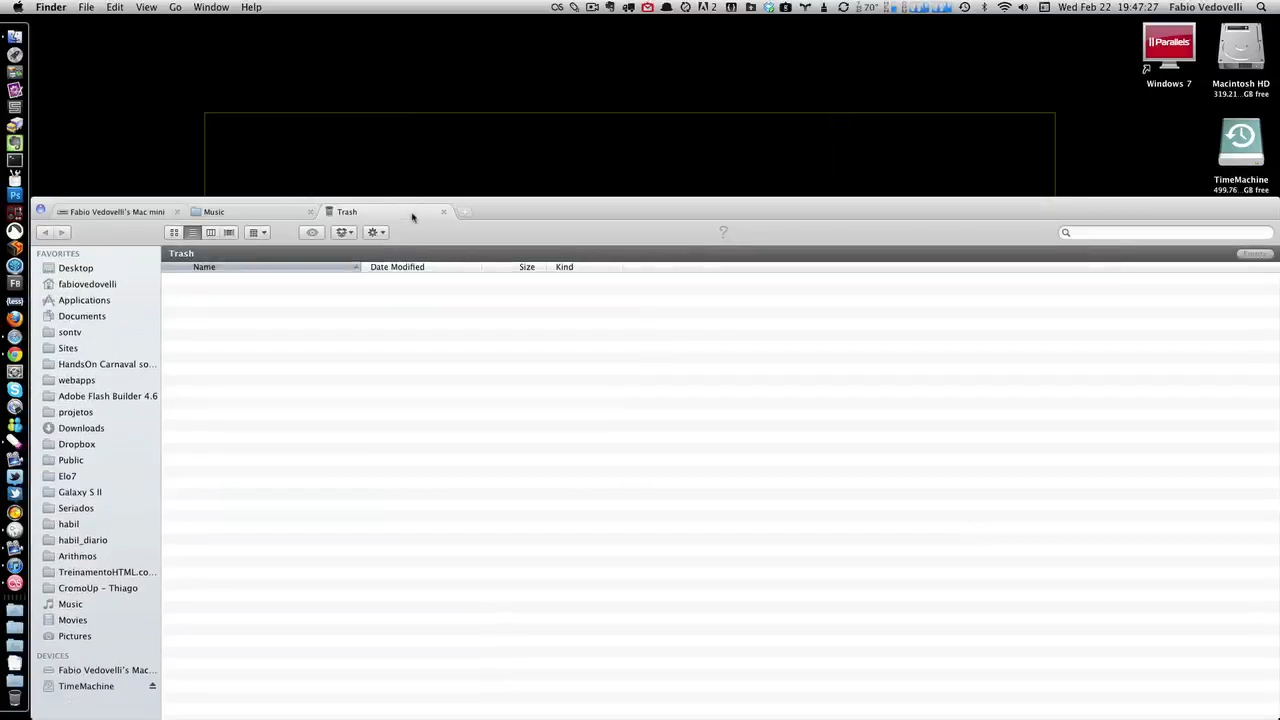 Finder File Edit View Go Window Help 2 70° Wed Feb 22 19:47:27 Fabio Vedovelli
Parallels
Windows 7
Macintosh HD
319.21...GB free
TimeMachine
499.76...GB free
Fabio Vedovelli's Mac mini
Music
Trash
Trash
Name Date Modified Size Kind
FAVORITES
Desktop
fabiovedovelli
Applications
Documents
sontv
Sites
HandsOn Carnaval so...
webapps
Adobe Flash Builder 4.6
projetos
Downloads
Dropbox
Public
Elo7
Galaxy S II
Seriados
habil
habil_diario
Arithmos
TreinamentoHTML.co...
CromoUp - Thiago
Music
Movies
Pictures
DEVICES
Fabio Vedovelli's Mac...
TimeMachine
Ps
FB
{less}